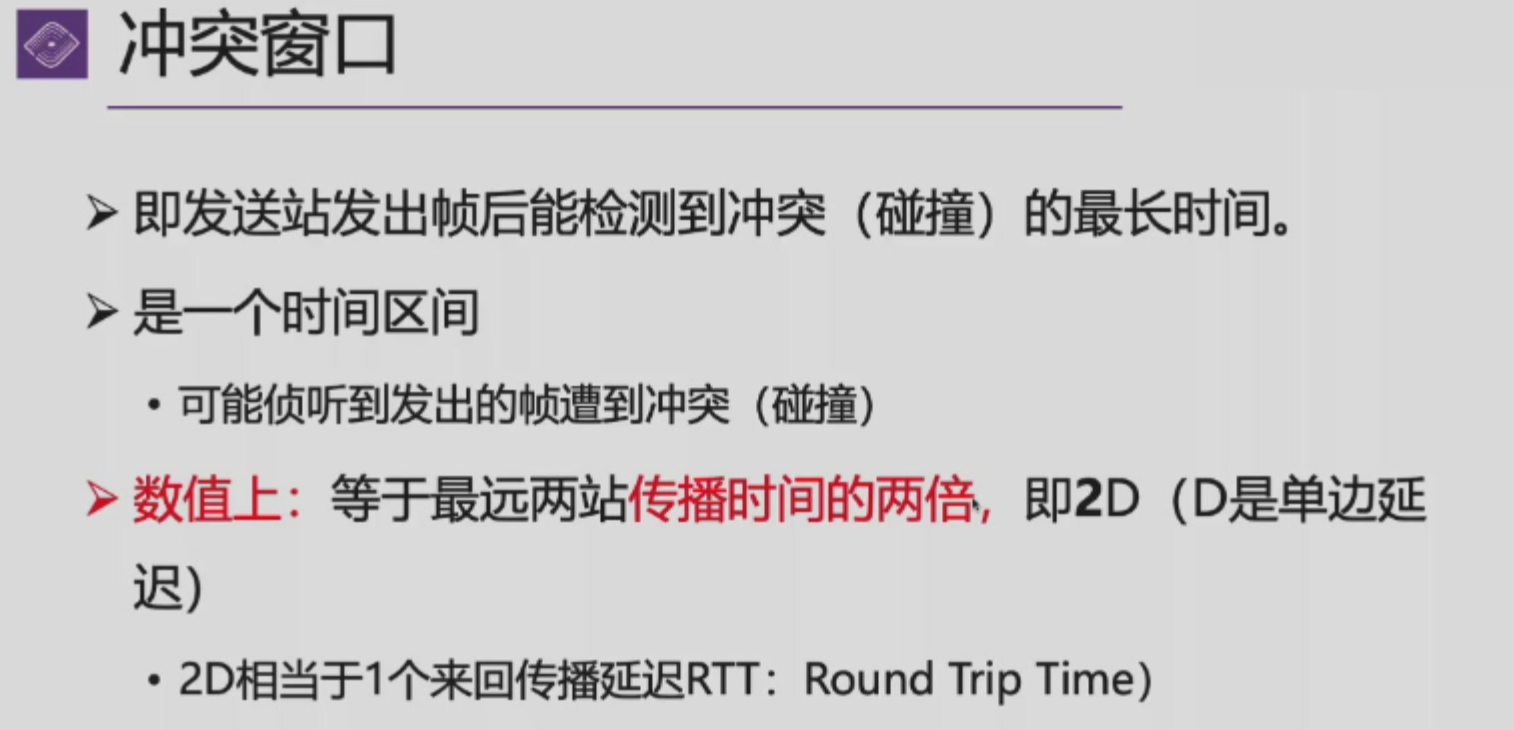 冲突窗口
➢ 即发送站发出帧后能检测到冲突（碰撞）的最长时间。
➢ 是一个时间区间
• 可能侦听到发出的帧遭到冲突（碰撞）
➢ 数值上：等于最远两站传播时间的两倍，即2D（D是单边延
迟）
• 2D相当于1个来回传播延迟RTT：Round Trip Time）